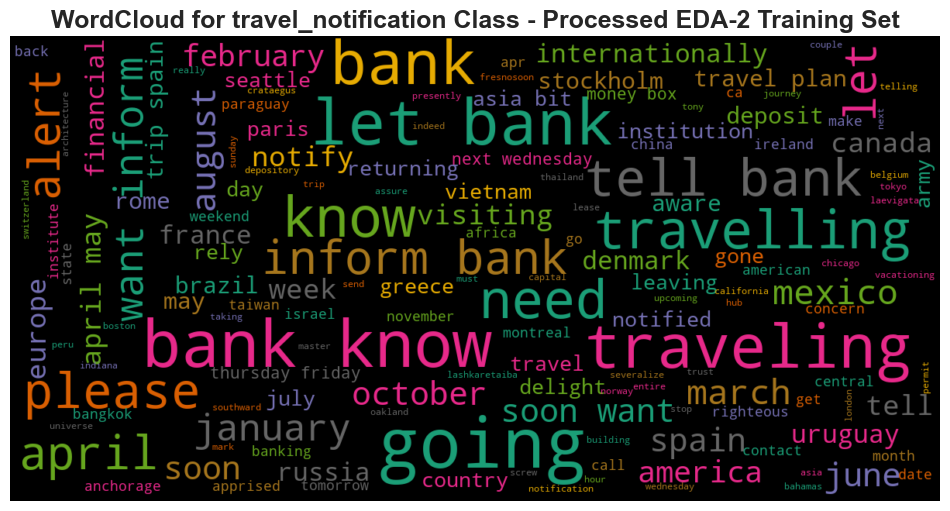 WordCloud for travel_notification Class - Processed EDA-2 Training Set
back
february
bank
apr
internationally
couple
let
really
seattle
crataegus
fresnosoon
stockholm
travel plan
telling
alert
architecture
financial
want inform
trip spain
august
paraguay
asia bit
money box
ca
journey
presently
tony
deposit
make
next
paris
let bank
institution
canada
sunday
indeed
china
ireland
notify
next wednesday
returning
depository
trip
thailand
tell bank
belgium
tokyo
army
rome
day
assure
vietnam
lease
aware
laevigata
switzerland
institute
weekend
know
visiting
africa
travelling
state
april may
france
rely
inform bank
go
denmark
gone
must
leaving
american
chicago
vacationing
europe
brazil
week
greece
capital
need
upcoming
california
mexico
may
taiwan
send
hub
concern
boston
taking
israel
november
notified
peru
bank know
master
montreal
traveling
indiana
thursday friday
lashkaretaiba
travel
severalize
trust
permit
please
southward
july
october
delight
norway
entire
march
central
london
get
tell
bangkok
oakland
soon want
stop
righteous
universe
january
going
building
uruguay
april
mark
banking
spain
contact
month
soon
russia
call
america
asia
june
date
anchorage
apprised
tomorrow
country
screw
hour
notification
wednesday
bahamas